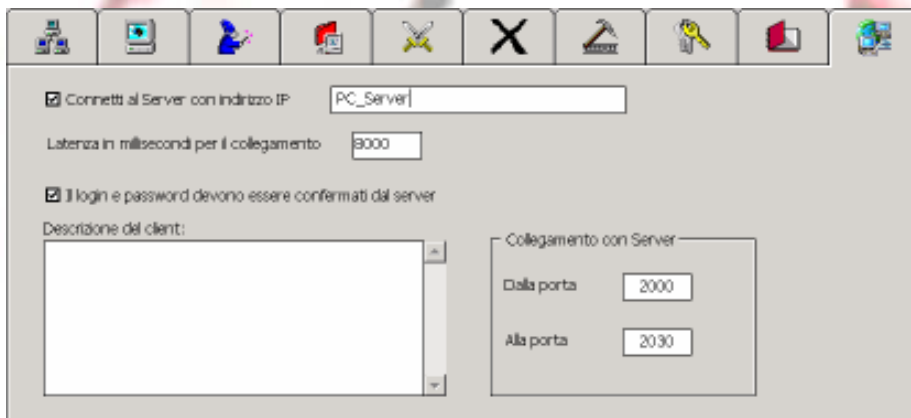 Connetti al Server con indirizzo IP PC_Server
Latenza in millisecondi per il collegamento 8000
I login e password devono essere confermati dal server
Descrizione del client:
Collegamento con Server
Dalla porta 2000
Alla porta 2030